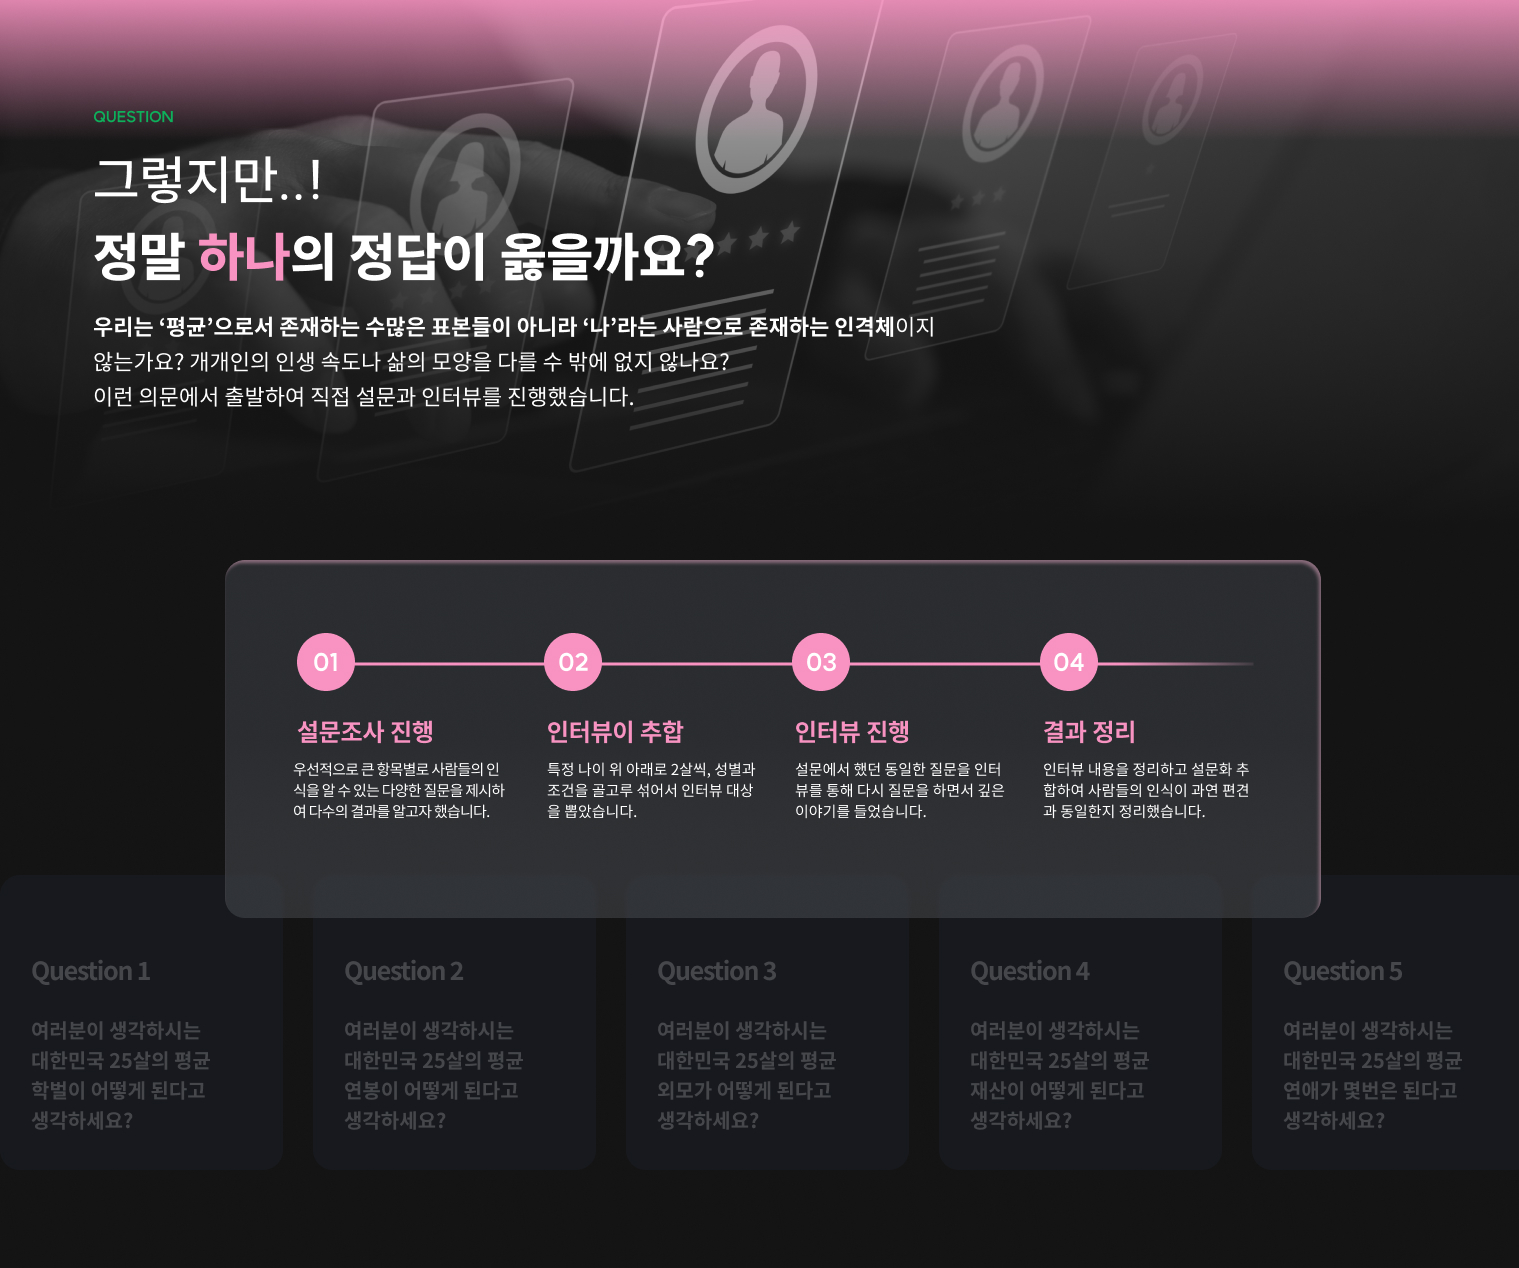 QUESTION
그렇지만..!
정말 하나의 정답이 옳을까요?
우리는 ‘평균’으로서 존재하는 수많은 표본들이 아니라 ‘나’라는 사람으로 존재하는 인격체이지
않는가요? 개개인의 인생 속도나 삶의 모양을 다를 수 밖에 없지 않나요?
이런 의문에서 출발하여 직접 설문과 인터뷰를 진행했습니다.
01
설문조사 진행
우선적으로 큰 항목별로 사람들의 인
식을 알 수 있는 다양한 질문을 제시하
여 다수의 결과를 알고자 했습니다.
02
인터뷰이 추합
특정 나이 위 아래로 2살씩, 성별과
조건을 골고루 섞어서 인터뷰 대상
을 뽑았습니다.
03
인터뷰 진행
설문에서 했던 동일한 질문을 인터
뷰를 통해 다시 질문을 하면서 깊은
이야기를 들었습니다.
04
결과 정리
인터뷰 내용을 정리하고 설문화 추
합하여 사람들의 인식이 과연 편견
과 동일한지 정리했습니다.
Question 1
여러분이 생각하시는
대한민국 25살의 평균
학벌이 어떻게 된다고
생각하세요?
Question 2
여러분이 생각하시는
대한민국 25살의 평균
연봉이 어떻게 된다고
생각하세요?
Question 3
여러분이 생각하시는
대한민국 25살의 평균
외모가 어떻게 된다고
생각하세요?
Question 4
여러분이 생각하시는
대한민국 25살의 평균
재산이 어떻게 된다고
생각하세요?
Question 5
여러분이 생각하시는
대한민국 25살의 평균
연애가 몇번은 된다고
생각하세요?